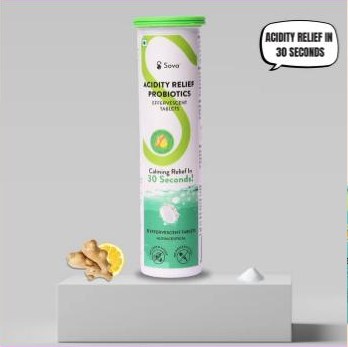 ACIDITY RELIEF IN
30 SECONDS
Sova
ACIDITY RELIEF
PROBIOTICS
EFFERVESCENT
TABLETS
Calming Relief In
30 Seconds!
EFFERVESCENT TABLETS